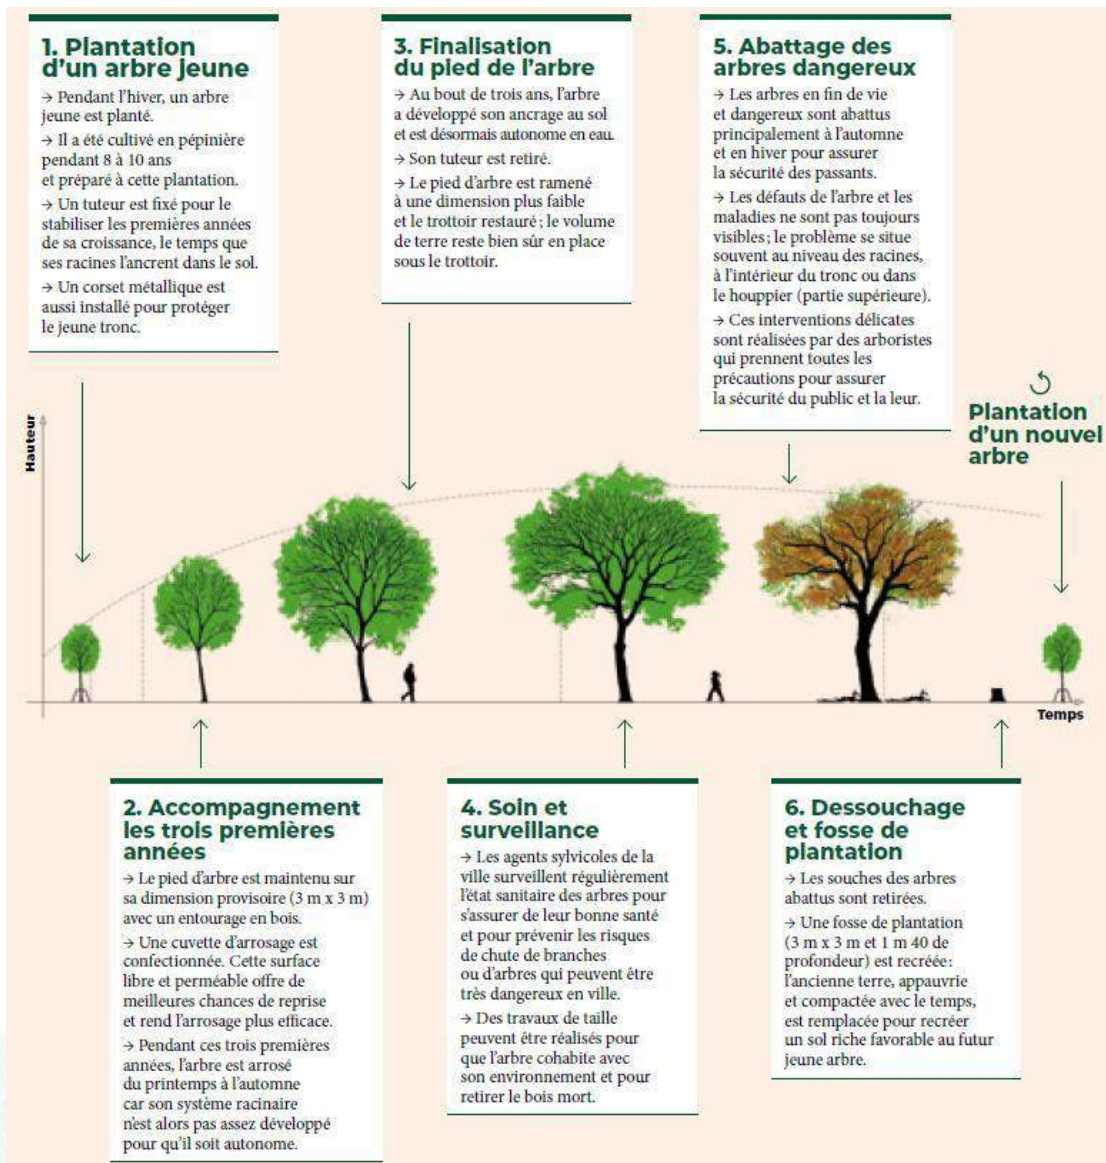 1. Plantation
d'un arbre jeune
→ Pendant l'hiver, un arbre
jeune est planté.
→ Il a été cultivé en pépinière
pendant 8 à 10 ans
et préparé à cette plantation.
→ Un tuteur est fixé pour le
stabiliser les premières années
de sa croissance, le temps que
ses racines l'ancrent dans le sol.
→ Un corset métallique est
aussi installé pour protéger
le jeune tronc.
3. Finalisation
du pied de l'arbre
→ Au bout de trois ans, l'arbre
a développé son ancrage au sol
et est désormais autonome en eau.
→ Son tuteur est retiré.
→ Le pied d'arbre est ramené
à une dimension plus faible
et le trottoir restauré ; le volume
de terre reste bien sûr en place
sous le trottoir.
5. Abattage des
arbres dangereux
→ Les arbres en fin de vie
et dangereux sont abattus
principalement à l'automne
et en hiver pour assurer
la sécurité des passants.
→ Les défauts de l'arbre et les
maladies ne sont pas toujours
visibles ; le problème se situe
souvent au niveau des racines,
à l'intérieur du tronc ou dans
le houppier (partie supérieure).
→ Ces interventions délicates
sont réalisées par des arboristes
qui prennent toutes les
précautions pour assurer
la sécurité du public et la leur.
Plantation
d'un nouvel
arbre
Hauteur
Temps
2. Accompagnement
les trois premières
années
→ Le pied d'arbre est maintenu sur
sa dimension provisoire (3 m x 3 m)
avec un entourage en bois.
→ Une cuvette d'arrosage est
confectionnée. Cette surface
libre et perméable offre de
meilleures chances de reprise
et rend l'arrosage plus efficace.
→ Pendant ces trois premières
années, l'arbre est arrosé
du printemps à l'automne
car son système racinaire
n'est alors pas assez développé
pour qu'il soit autonome.
4. Soin et
surveillance
→ Les agents sylvicoles de la
ville surveillent régulièrement
l'état sanitaire des arbres pour
s'assurer de leur bonne santé
et pour prévenir les risques
de chute de branches
ou d'arbres qui peuvent être
très dangereux en ville.
→ Des travaux de taille
peuvent être réalisés pour
que l'arbre cohabite avec
son environnement et pour
retirer le bois mort.
6. Dessouchage
et fosse de
plantation
→ Les souches des arbres
abattus sont retirées.
→ Une fosse de plantation
(3 m x 3 m et 1 m 40 de
profondeur) est recréée :
l'ancienne terre, appauvrie
et compactée avec le temps,
est remplacée pour recréer
un sol riche favorable au futur
jeune arbre.